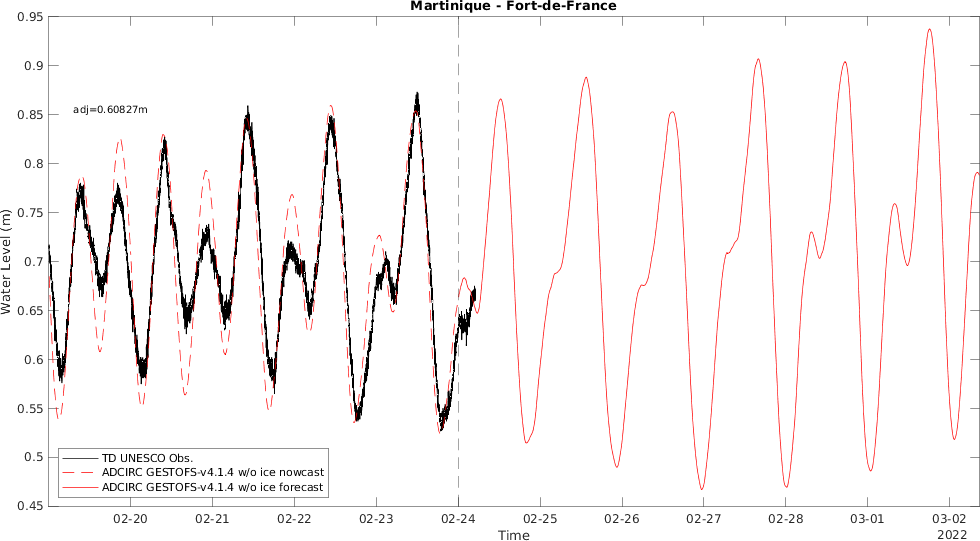 Martinique - Fort-de-France
0.95
0.9
0.85
0.8
0.75
0.7
0.65
0.6
0.55
0.5
0.45
Water Level (m)
adj=0.60827m
TD UNESCO Obs.
ADCIRC GESTOFS-v4.1.4 w/o ice nowcast
ADCIRC GESTOFS-v4.1.4 w/o ice forecast
02-20 02-21 02-22 02-23 02-24 02-25 02-26 02-27 02-28 03-01 03-02
2022
Time